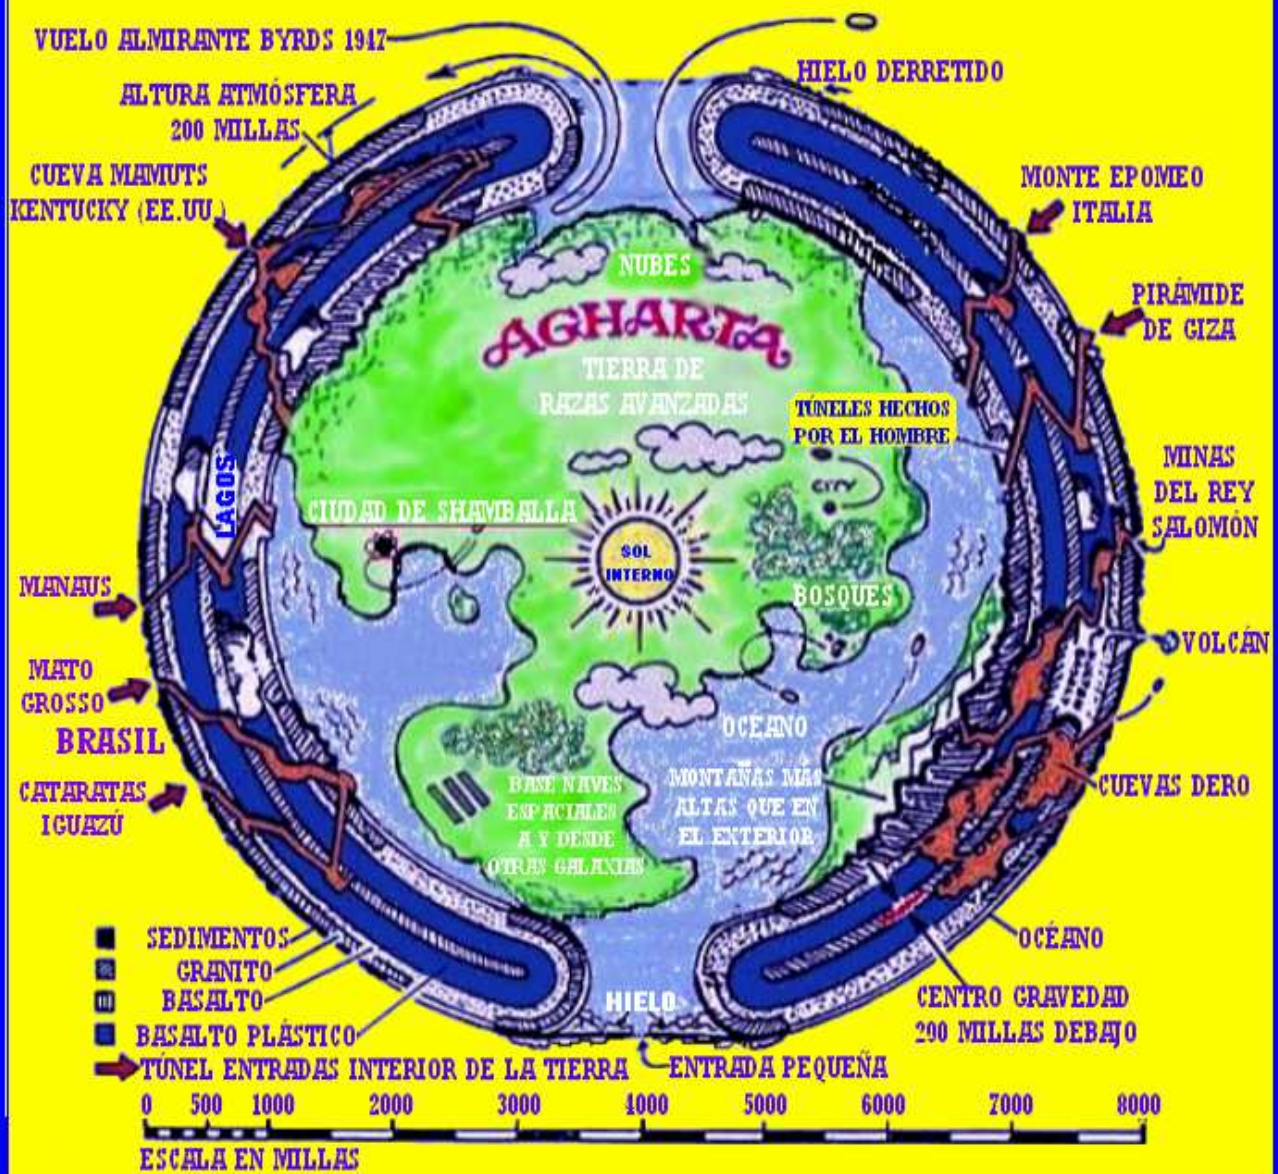 VUELO ALMIRANTE BYRDS 1947
HIELO DERRETIDO
ALTURA ATMÓSFERA
200 MILLAS
CUEVA MAMUTS
KENTUCKY (EE.UU.)
MONTE EPOMEO
ITALIA
NUBES
PIRÁMIDE
DE GIZA
AGHARTA
TIERRA DE
RAZAS AVANZADAS
TÚNELES HECHOS
POR EL HOMBRE
MINAS
DEL REY
SALOMÓN
LAGOS
CITY
CIUDAD DE SHAMBALLA
SOL
INTERNO
MANAUS
BOSQUES
VOLCÁN
MATO
GROSSO
BRASIL
OCÉANO
CATARATAS
IGUAZÚ
BASE NAVES
ESPACIALES
A Y DESDE
OTRAS GALAXIAS
MONTAÑAS MÁS
ALTAS QUE EN
EL EXTERIOR
CUEVAS DERO
SEDIMENTOS
GRANITO
BASALTO
BASALTO PLÁSTICO
TÚNEL ENTRADAS INTERIOR DE LA TIERRA
HIELO
ENTRADA PEQUEÑA
OCÉANO
CENTRO GRAVEDAD
290 MILLAS DEBAJO
0 500 1000 2000 3000 4000 5000 6000 7000 8000
ESCALA EN MILLAS